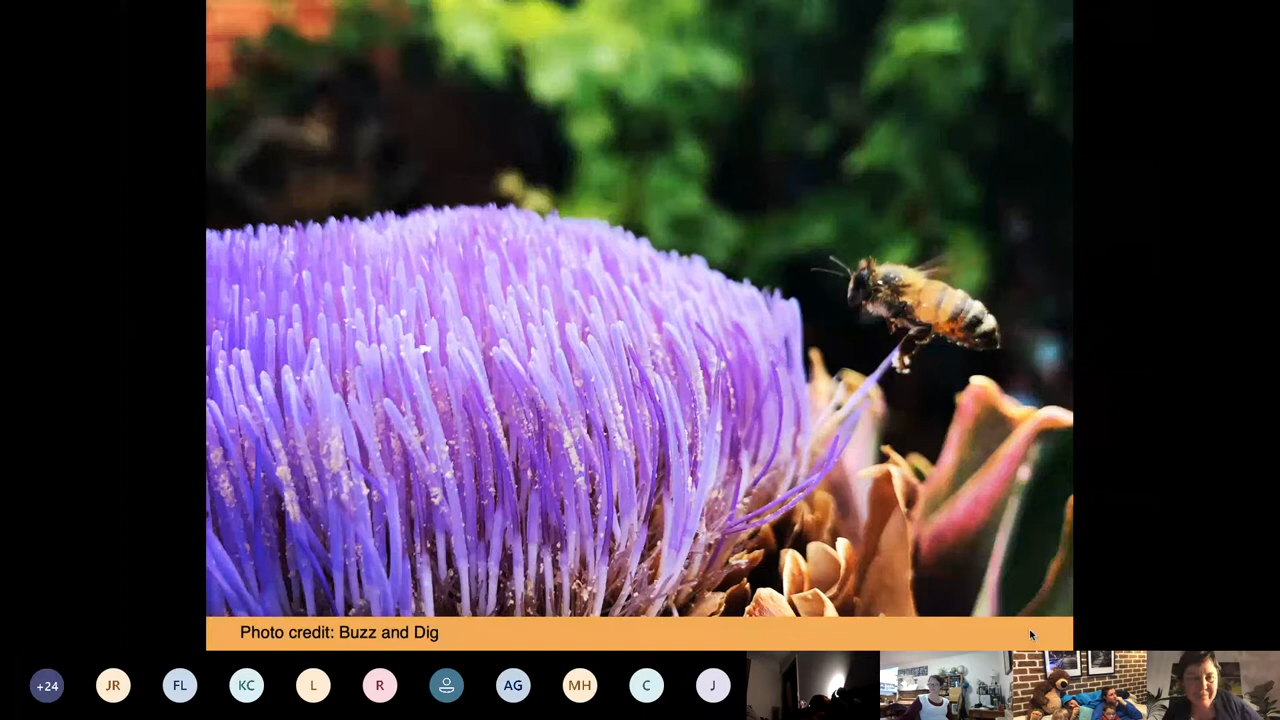 Photo credit: Buzz and Dig
+24
JR
FL
KC
L
R
AG
MH
C
J